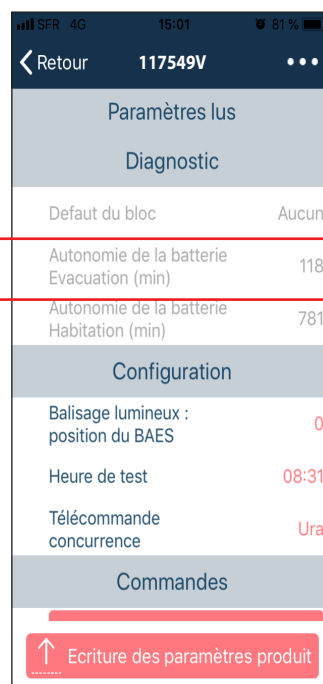 SFR 4G 15:01 81 %
Retour 117549V •••
Paramètres lus
Diagnostic
Defaut du bloc Aucun
Autonomie de la batterie
Evacuation (min) 118
Autonomie de la batterie
Habitation (min) 781
Configuration
Balisage lumineux :
position du BAES 0
Heure de test 08:31
Télécommande
concurrence Ura
Commandes
Ecriture des paramètres produit